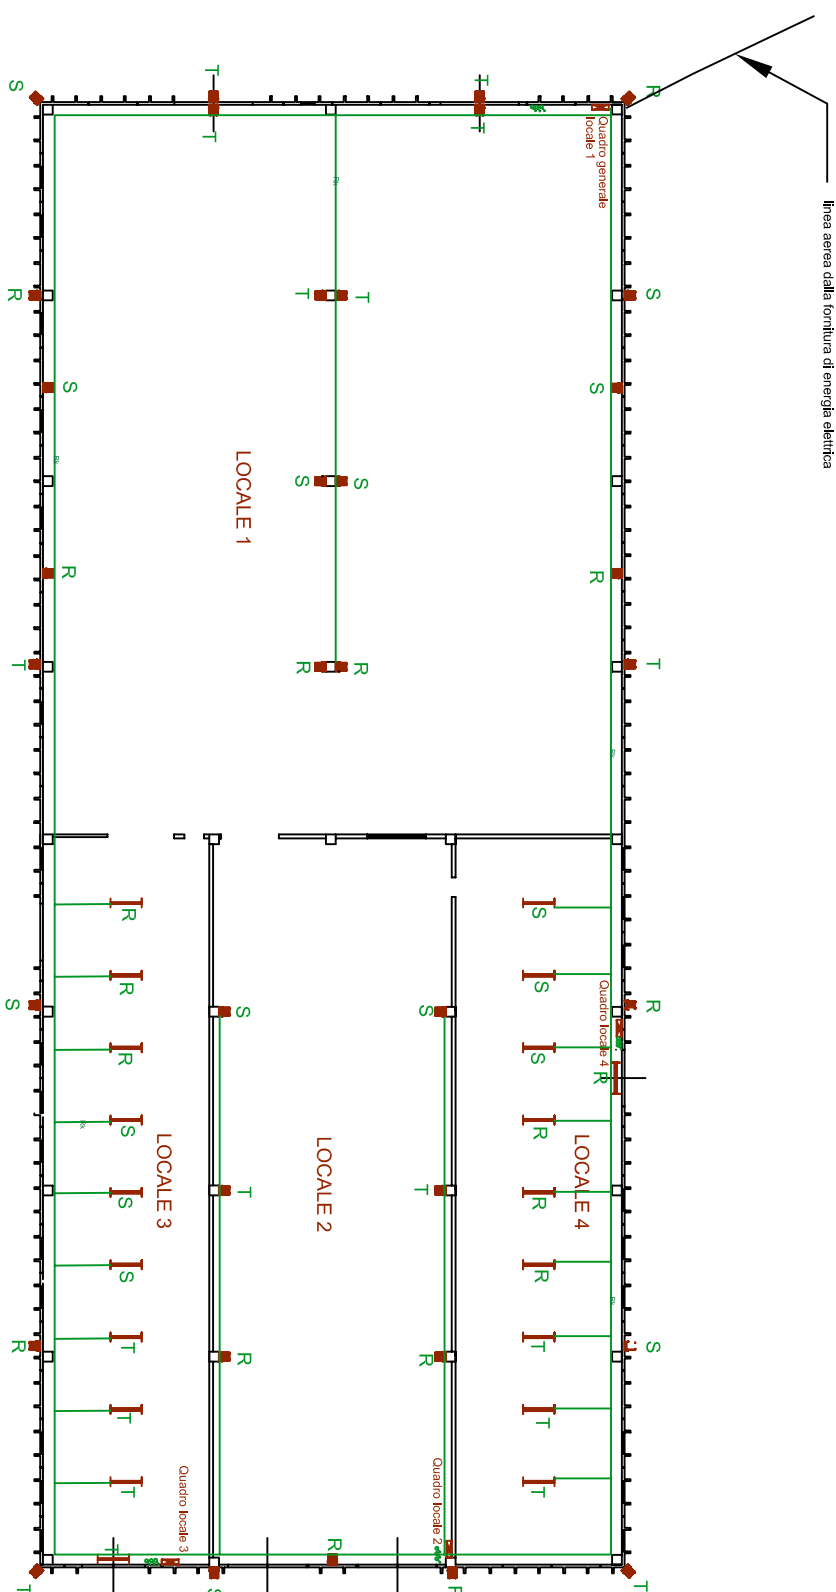 linea aerea dalla fornitura di energia elettrica
S
T
T
R
T
T
Quadro generale
locale 1
R
T
T
S
S
S
LOCALE 1
S
S
R
R
T
R
R
T
R
S
R
S
R
S
Quadro locale 4
S
S
S
R
R
S
R
LOCALE 3
LOCALE 2
LOCALE 4
S
T
T
R
S
R
R
T
R
R
T
S
T
T
T
T
Quadro locale 3
Quadro locale 2
T
R
T
S
R
T